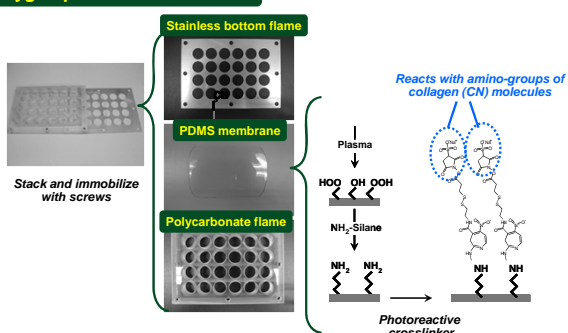 Stainless bottom flame
PDMS membrane
Polycarbonate flame
Stack and immobilize
with screws
Plasma
HOO OH OOH
NH2-Silane
NH2 NH2
Reacts with amino-groups of
collagen (CN) molecules
NH NH
Photoreactive
crosslinker